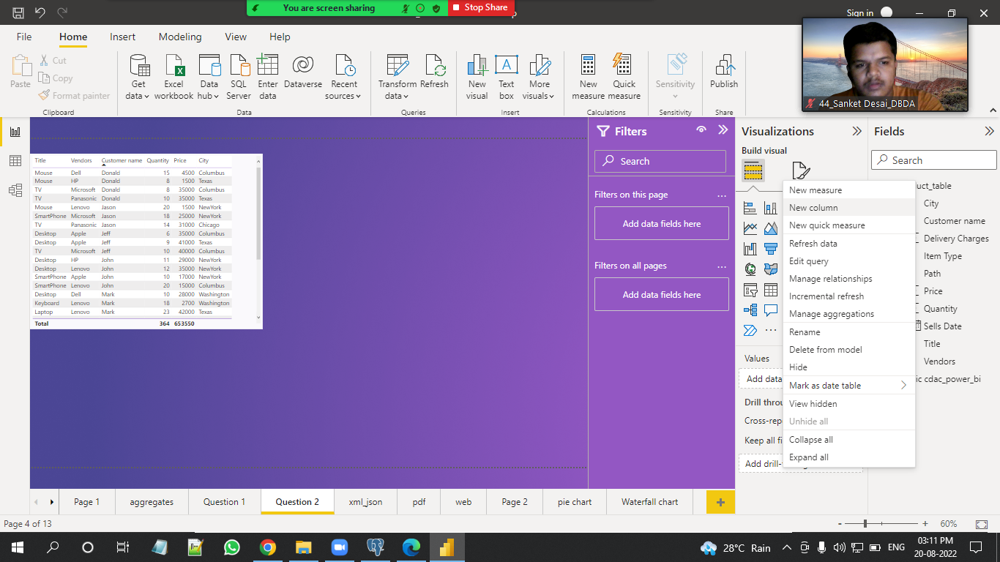 You are screen sharing
Stop Share
Sign in
File Home Insert Modeling View Help
Paste
Cut
Copy
Format painter
Clipboard
Get data
Excel workbook
Data hub
SQL Server
Enter data
Dataverse
Recent sources
Data
Transform data
Refresh
Queries
New visual
Text box
More visuals
Insert
New measure
Quick measure
Calculations
Sensitivity
Sensitivity
Publish
Share
44_Sanket Desai_DBDA
Title Vendors Customer name Quantity Price City
Mouse Dell Donald 15 4500 Columbus
Mouse HP Donald 8 1500 Texas
TV Microsoft Donald 8 35000 Columbus
TV Panasonic Donald 10 35000 Texas
Mouse Lenovo Jason 20 1500 NewYork
SmartPhone Microsoft Jason 18 25000 NewYork
TV Panasonic Jason 14 31000 Chicago
Desktop Apple Jeff 6 35000 Columbus
Desktop Apple Jeff 9 41000 Texas
TV Microsoft Jeff 10 40000 Columbus
Desktop HP John 11 29000 NewYork
Desktop Lenovo John 12 35000 NewYork
SmartPhone Apple John 10 17000 NewYork
SmartPhone Lenovo John 20 15000 Columbus
Desktop Dell Mark 10 28000 Washington
Keyboard Lenovo Mark 18 2700 Washington
Laptop Lenovo Mark 23 42000 Texas
Total 364 653550
Filters
Search
Filters on this page
Add data fields here
Filters on all pages
Add data fields here
Visualizations
Build visual
Values
Add data
Drill throu
Cross-rep
Keep all fi
Add drill-
New measure
New column
New quick measure
Refresh data
Edit query
Manage relationships
Incremental refresh
Manage aggregations
Rename
Delete from model
Hide
Mark as date table
View hidden
Unhide all
Collapse all
Expand all
Fields
Search
uct_table
City
Customer name
Delivery Charges
Item Type
Path
Price
Quantity
Sells Date
Title
Vendors
ic cdac_power_bi
Page 1 aggregates Question 1 Question 2 xml_json pdf web Page 2 pie chart Waterfall chart
Page 4 of 13
- + 60%
28°C Rain
ENG
03:11 PM
20-08-2022